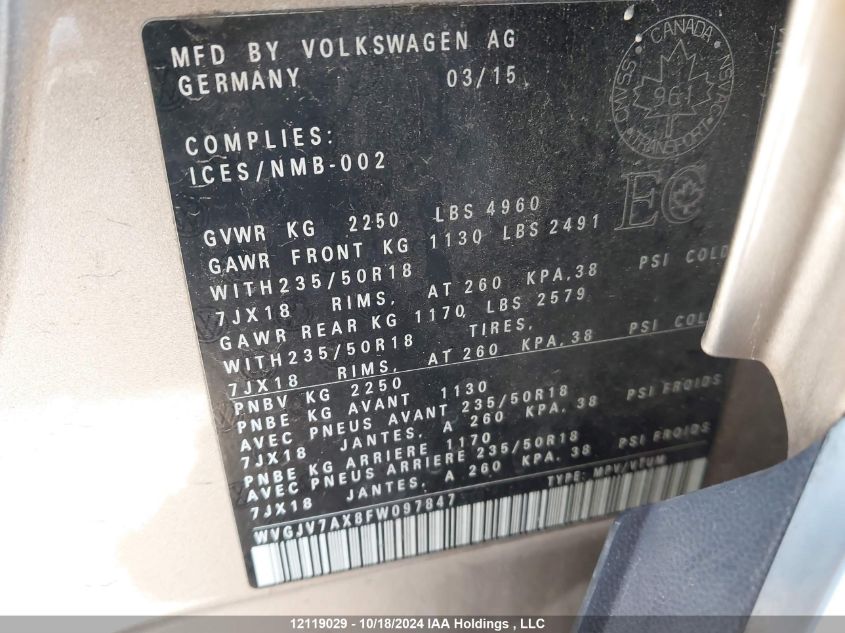 MFD BY VOLKSWAGEN AG
GERMANY 03/15
CANADA
CMVSS NSVAC
961
TRANSPORT
COMPLIES:
ICES/NMB-002
EC
GVWR KG 2250 LBS 4960
GAWR FRONT KG 1130 LBS 2491
WITH235/50R18
7JX18 RIMS, AT 260 KPA,38 PSI COLD
GAWR REAR KG 1170 LBS 2579
WITH235/50R18 TIRES,
7JX18 RIMS, AT 260 KPA,38 PSI COLD
PNBV KG 2250
PNBE KG AVANT 1130
AVEC PNEUS AVANT 235/50R18
7JX18 JANTES, A 260 KPA, 38 PSI FROIDS
PNBE KG ARRIERE 1170
AVEC PNEUS ARRIERE 235/50R18
7JX18 JANTES, A 260 KPA, 38 PSI FROIDS
WVGJV7AX8FW097847 TYPE: MPV/VTUM
12119029 - 10/18/2024 IAA Holdings , LLC